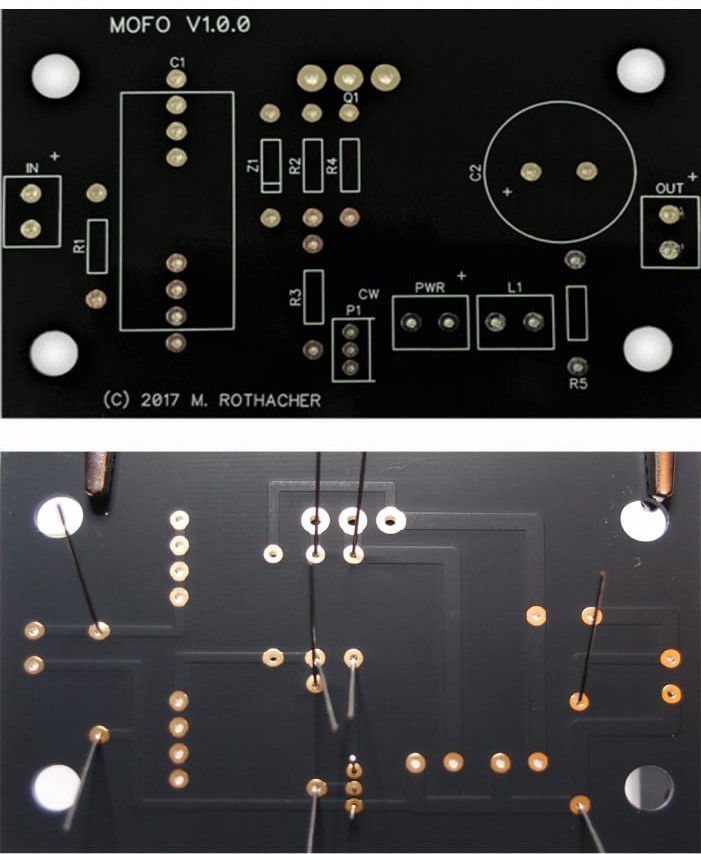 MOFO V1.0.0
C1
Q1
+
IN
Z1
R2
R4
C2
+
+
OUT
R1
R3
CW
P1
PWR
+
L1
R5
(C) 2017 M. ROTHACHER